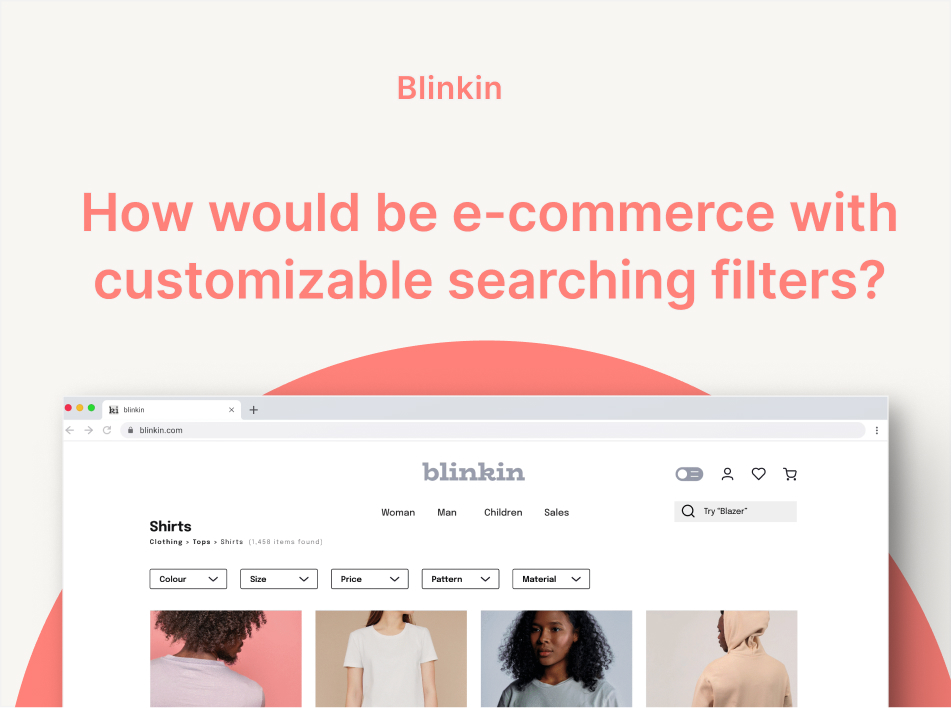 Blinkin
How would be e-commerce with
customizable searching filters?
blinkin
blinkin.com
blinkin
Woman Man Children Sales
Try "Blazer"
Shirts
Clothing > Tops > Shirts (1,458 items found)
Colour Size Price Pattern Material